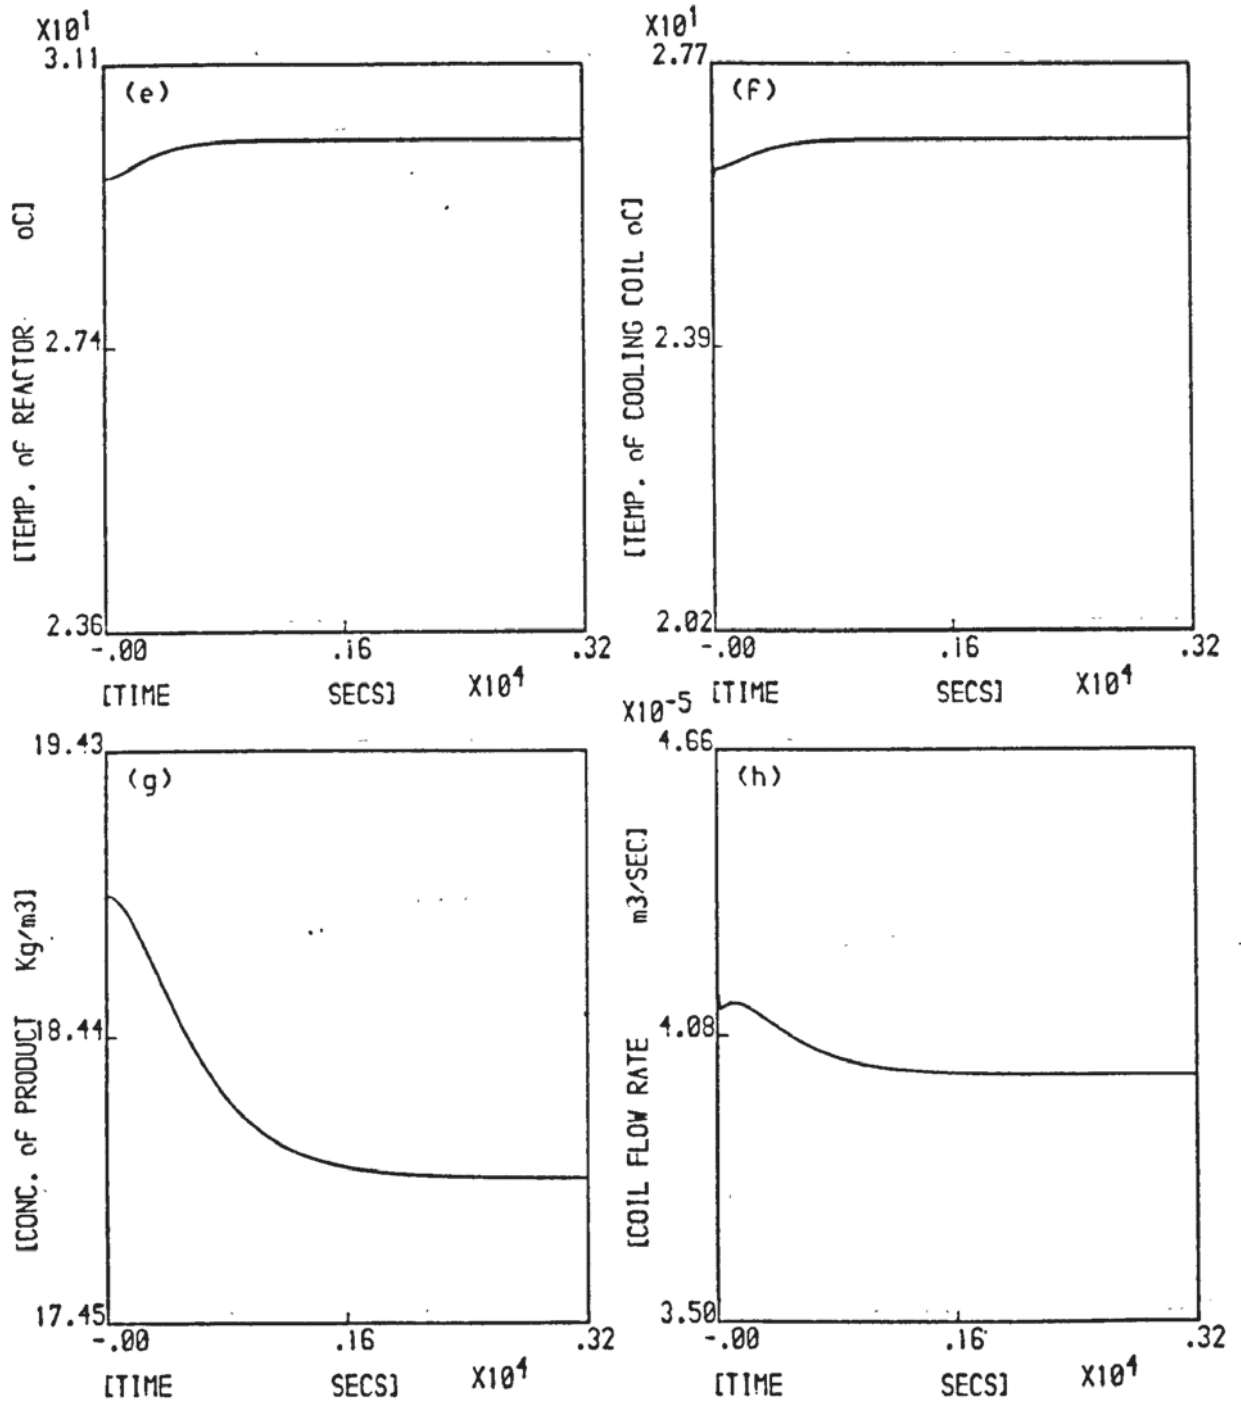 X10¹
3.11
(e)
[TEMP. of REACTOR oC]
2.74
2.36
-.00
.16
.32
[TIME SECS] X10⁴
X10¹
2.77
(f)
[TEMP. of COOLING COIL oC]
2.39
2.02
-.00
.16
.32
[TIME SECS] X10⁴
19.43
(g)
[CONC. of PRODUCT Kg/m3]
18.44
17.45
-.00
.16
.32
[TIME SECS] X10⁴
X10⁻⁵
4.66
(h)
[COIL FLOW RATE m3/SEC]
4.08
3.50
-.00
.16
.32
[TIME SECS] X10⁴